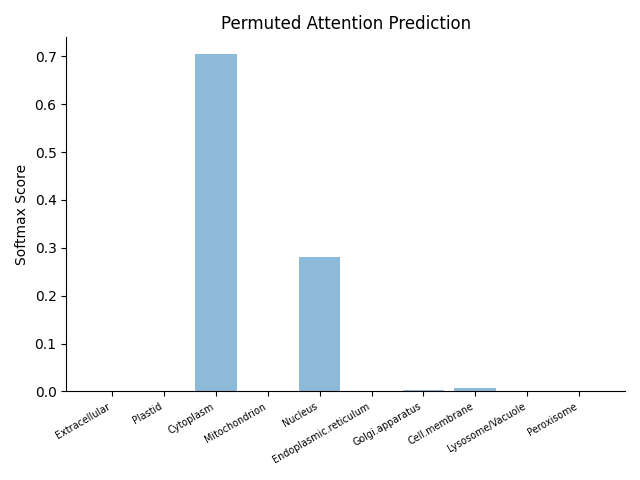 Permuted Attention Prediction
Softmax Score
0.7
0.6
0.5
0.4
0.3
0.2
0.1
0.0
Extracellular
Plastid
Cytoplasm
Mitochondrion
Nucleus
Endoplasmic.reticulum
Golgi.apparatus
Cell.membrane
Lysosome/Vacuole
Peroxisome